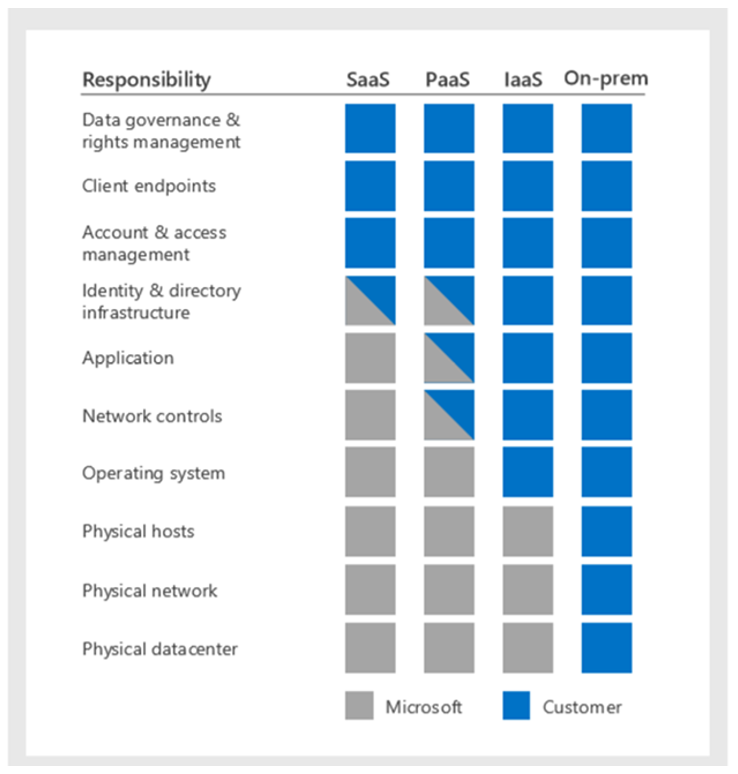 Responsibility SaaS PaaS IaaS On-prem
Data governance &
rights management
Client endpoints
Account & access
management
Identity & directory
infrastructure
Application
Network controls
Operating system
Physical hosts
Physical network
Physical datacenter
Microsoft Customer